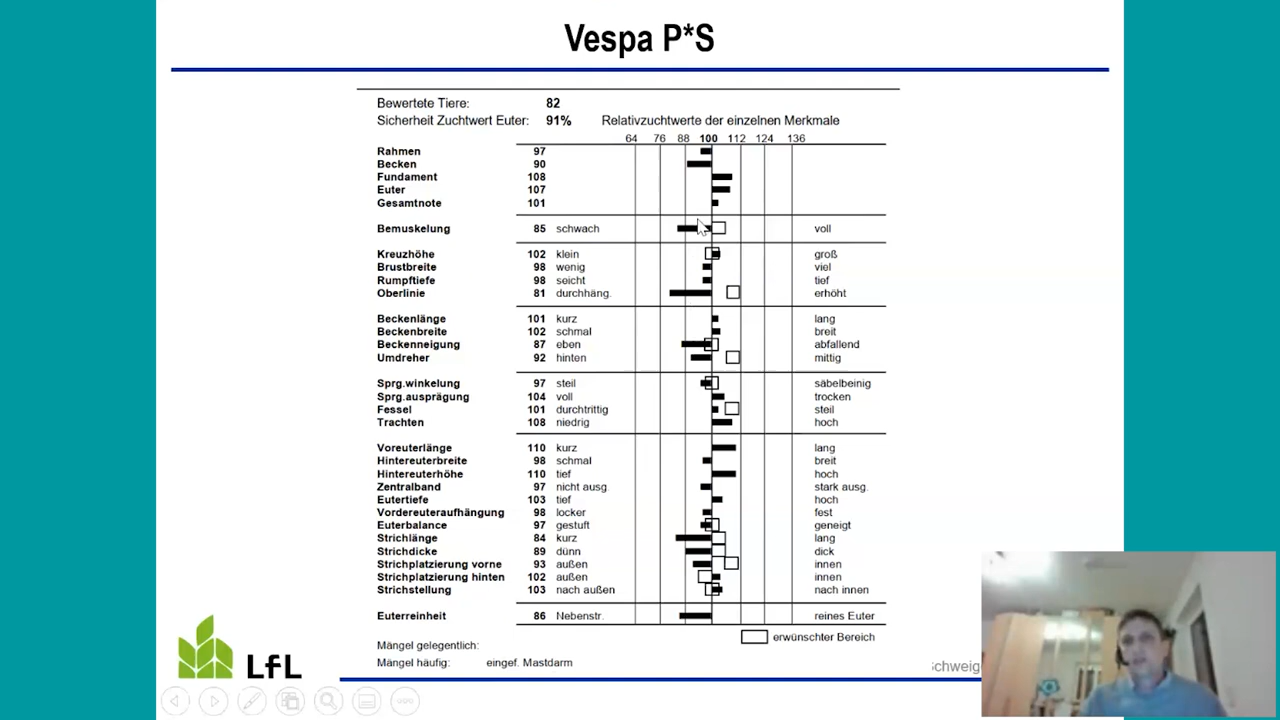 Vespa P*S
Bewertete Tiere: 82
Sicherheit Zuchtwert Euter: 91% Relativzuchtwerte der einzelnen Merkmale
64 76 88 100 112 124 136
Rahmen 97
Becken 90
Fundament 108
Euter 107
Gesamtnote 101
Bemuskelung 85 schwach voll
Kreuzhöhe 102 klein groß
Brustbreite 98 wenig viel
Rumpftiefe 98 seicht tief
Oberlinie 81 durchhäng. erhöht
Beckenlänge 101 kurz lang
Beckenbreite 102 schmal breit
Beckenneigung 87 eben abfallend
Umdreher 92 hinten mittig
Sprg.winkelung 97 steil säbelbeinig
Sprg.ausprägung 104 voll trocken
Fessel 101 durchtrittig steil
Trachten 108 niedrig hoch
Voreuterlänge 110 kurz lang
Hintereuterbreite 98 schmal breit
Hintereuterhöhe 110 tief hoch
Zentralband 97 nicht ausg. stark ausg.
Eutertiefe 103 tief hoch
Vordereuteraufhängung 98 locker fest
Euterbalance 97 gestuft geneigt
Strichlänge 84 kurz lang
Strichdicke 89 dünn dick
Strichplatzierung vorne 93 außen innen
Strichplatzierung hinten 102 außen innen
Strichstellung 103 nach außen nach innen
Euterreinheit 86 Nebenstr. reines Euter
erwünschter Bereich
Mängel gelegentlich:
Mängel häufig: eingef. Mastdarm
LfL